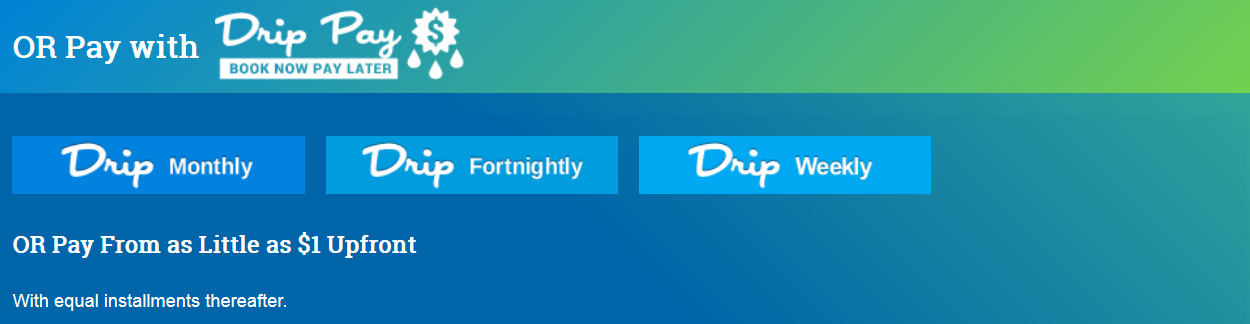 OR Pay with Drip Pay $
BOOK NOW PAY LATER
Drip Monthly Drip Fortnightly Drip Weekly
OR Pay From as Little as $1 Upfront
With equal installments thereafter.